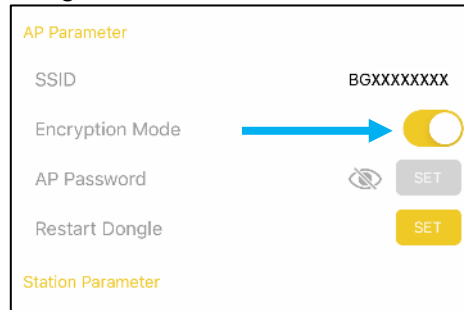 AP Parameter
SSID BGXXXXXXXX
Encryption Mode
AP Password SET
Restart Dongle SET
Station Parameter